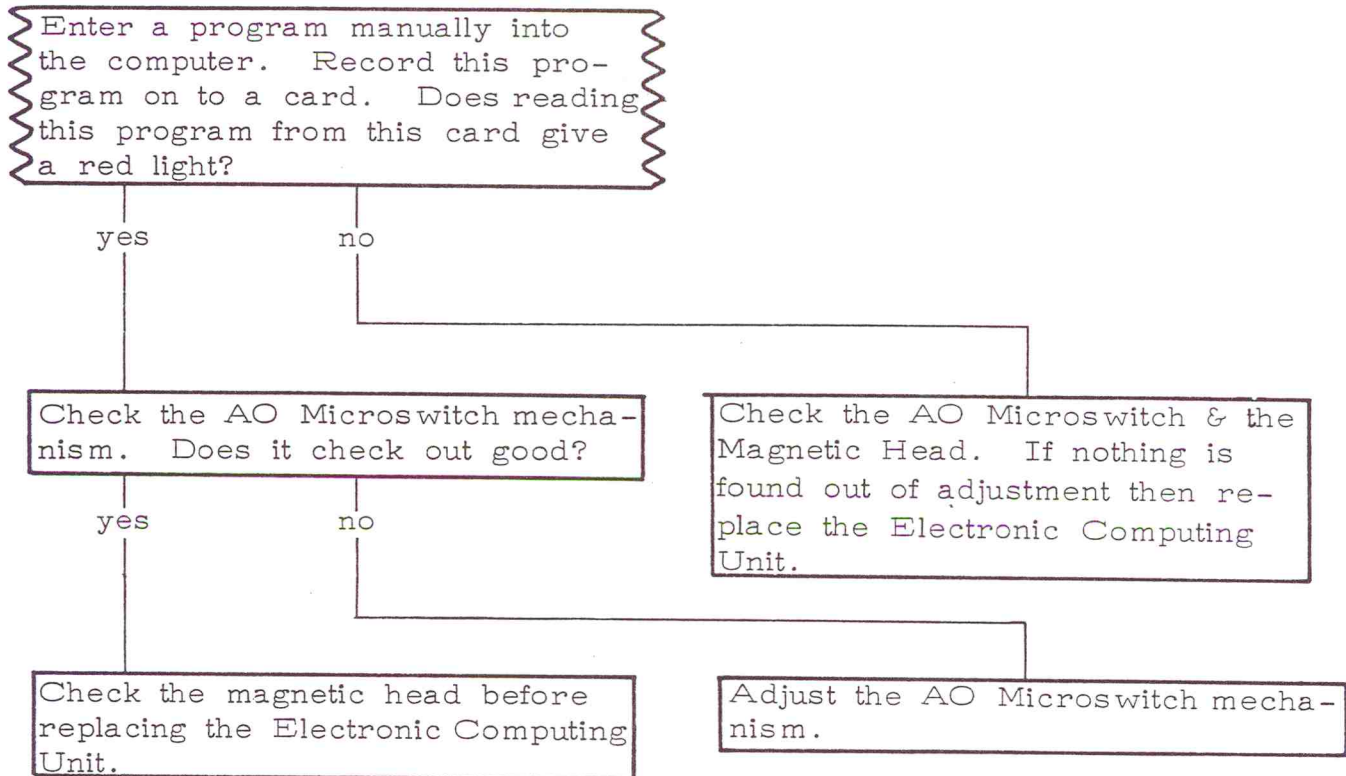 Enter a program manually into
the computer. Record this pro-
gram on to a card. Does reading
this program from this card give
a red light?
yes
no
Check the AO Microswitch mecha-
nism. Does it check out good?
Check the AO Microswitch & the
Magnetic Head. If nothing is
found out of adjustment then re-
place the Electronic Computing
Unit.
yes
no
Check the magnetic head before
replacing the Electronic Computing
Unit.
Adjust the AO Microswitch mecha-
nism.